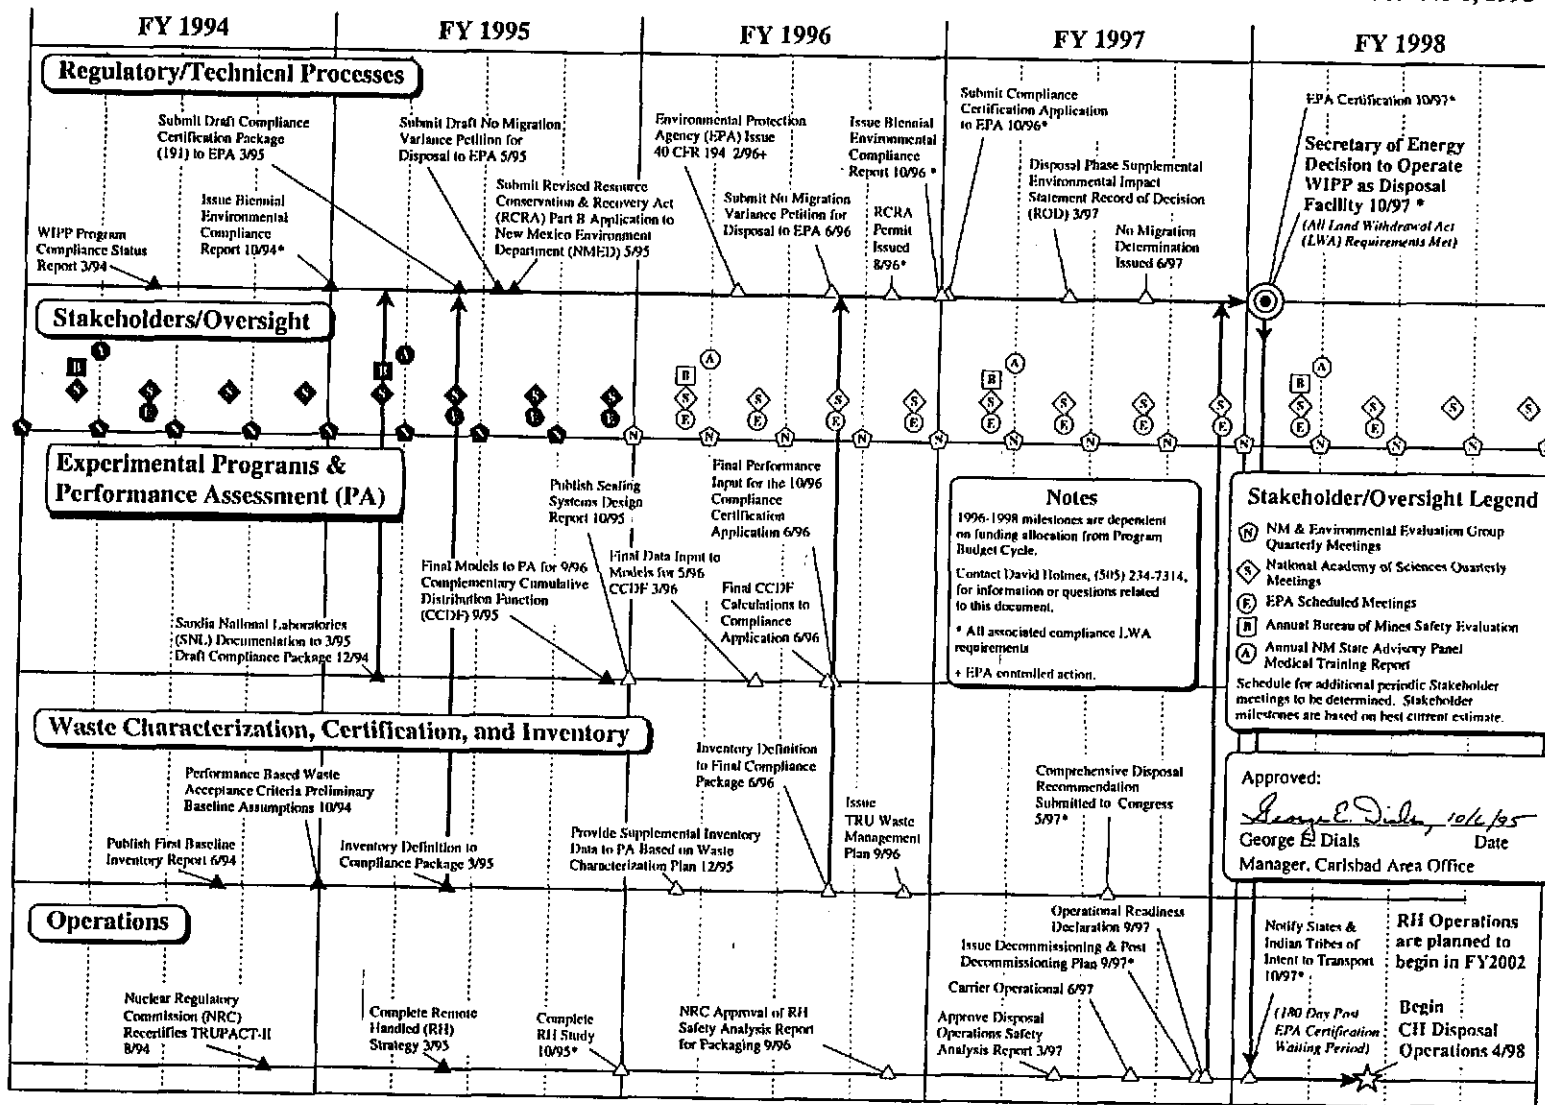 FY 1994
FY 1995
FY 1996
FY 1997
FY 1998
Regulatory/Technical Processes
WIPP Program
Compliance Status
Report 3/94
Submit Draft Compliance
Certification Package
(191) to EPA 3/95
Issue Biennial
Environmental
Compliance
Report 10/94*
Submit Draft No Migration
Variance Petition for
Disposal to EPA 5/95
Submit Revised Resource
Conservation & Recovery Act
(RCRA) Part B Application to
New Mexico Environment
Department (NMED) 5/95
Environmental Protection
Agency (EPA) Issue
40 CFR 194 2/96+
Submit No Migration
Variance Petition for
Disposal to EPA 6/96
Issue Biennial
Environmental
Compliance
Report 10/96 *
RCRA
Permit
Issued
8/96*
Submit Compliance
Certification Application
to EPA 10/96*
Disposal Phase Supplemental
Environmental Impact
Statement Record of Decision
(ROD) 3/97
No Migration
Determination
Issued 6/97
EPA Certification 10/97*
Secretary of Energy
Decision to Operate
WIPP as Disposal
Facility 10/97 *
(All Land Withdrawal Act
(LWA) Requirements Met)
Stakeholders/Oversight
Experimental Programs &
Performance Assessment (PA)
Sandia National Laboratories
(SNL) Documentation to 3/95
Draft Compliance Package 12/94
Final Models to PA for 9/96
Complementary Cumulative
Distribution Function
(CCDF) 9/95
Publish Sealing
Systems Design
Report 10/95
Final Data Input to
Models for 5/96
CCDF 3/96
Final Performance
Input for the 10/96
Compliance
Certification
Application 6/96
Final CCDF
Calculations to
Compliance
Application 6/96
Notes
1996-1998 milestones are dependent
on funding allocation from Program
Budget Cycle.
Contact David Holmes, (505) 234-7314,
for information or questions related
to this document.
* All associated compliance LWA
requirements
+ EPA controlled action.
Stakeholder/Oversight Legend
N NM & Environmental Evaluation Group
Quarterly Meetings
S National Academy of Sciences Quarterly
Meetings
E EPA Scheduled Meetings
B Annual Bureau of Mines Safety Evaluation
A Annual NM State Advisory Panel
Medical Training Report
Schedule for additional periodic Stakeholder
meetings to be determined. Stakeholder
milestones are based on best current estimate.
Waste Characterization, Certification, and Inventory
Publish First Baseline
Inventory Report 6/94
Performance Based Waste
Acceptance Criteria Preliminary
Baseline Assumptions 10/94
Inventory Definition to
Compliance Package 3/95
Provide Supplemental Inventory
Data to PA Based on Waste
Characterization Plan 12/95
Inventory Definition
to Final Compliance
Package 6/96
Issue
TRU Waste
Management
Plan 9/96
Comprehensive Disposal
Recommendation
Submitted to Congress
5/97*
Approved:
George E. Dials, 10/6/95
George E. Dials Date
Manager, Carlsbad Area Office
Operations
Nuclear Regulatory
Commission (NRC)
Recertifies TRUPACT-II
8/94
Complete Remote
Handled (RH)
Strategy 3/95
Complete
RH Study
10/95*
NRC Approval of RH
Safety Analysis Report
for Packaging 9/96
Operational Readiness
Declaration 9/97
Issue Decommissioning & Post
Decommissioning Plan 9/97*
Carrier Operational 6/97
Approve Disposal
Operations Safety
Analysis Report 3/97
Notify States &
Indian Tribes of
Intent to Transport
10/97*
(180 Day Post
EPA Certification
Waiting Period)
RH Operations
are planned to
begin in FY2002
Begin
CH Disposal
Operations 4/98